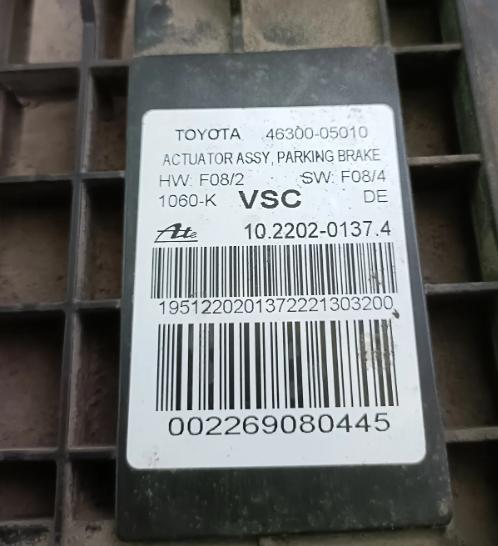 TOYOTA 46300-05010
ACTUATOR ASSY, PARKING BRAKE
HW: F08/2 SW: F08/4
1060-K VSC DE
Ate 10.2202-0137.4
1951220201372221303200
002269080445